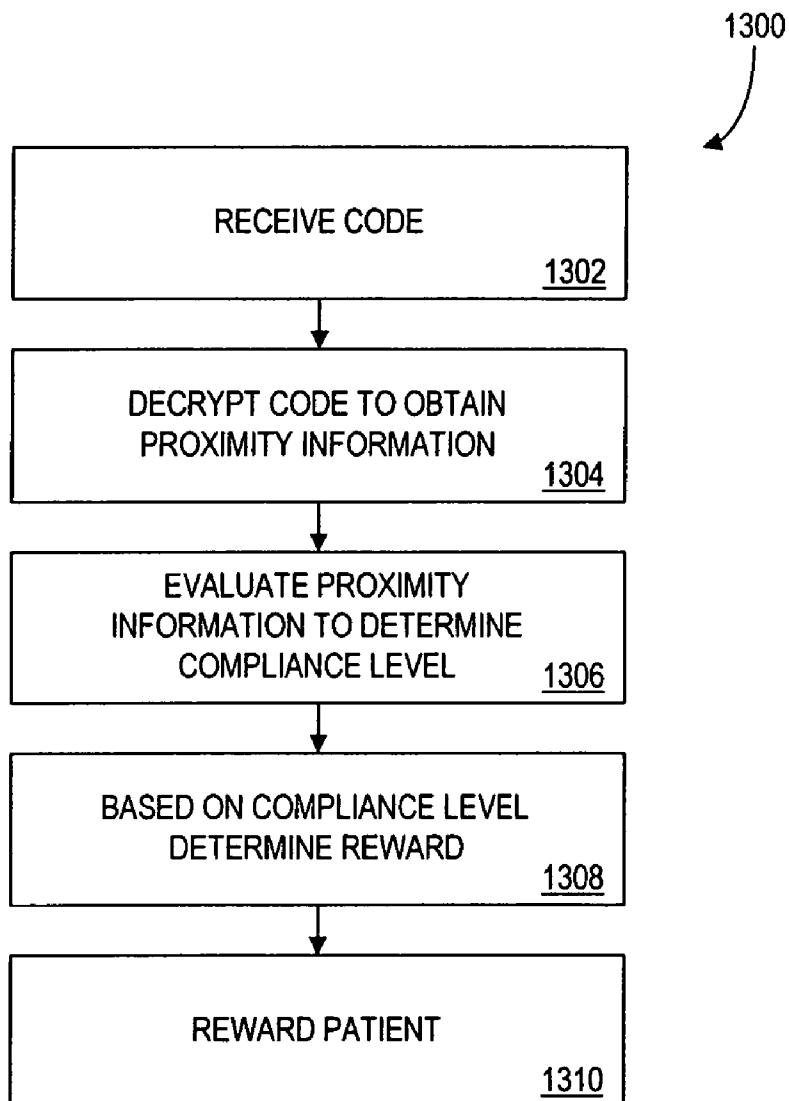 1300
RECEIVE CODE
1302
DECRYPT CODE TO OBTAIN
PROXIMITY INFORMATION
1304
EVALUATE PROXIMITY
INFORMATION TO DETERMINE
COMPLIANCE LEVEL
1306
BASED ON COMPLIANCE LEVEL
DETERMINE REWARD
1308
REWARD PATIENT
1310